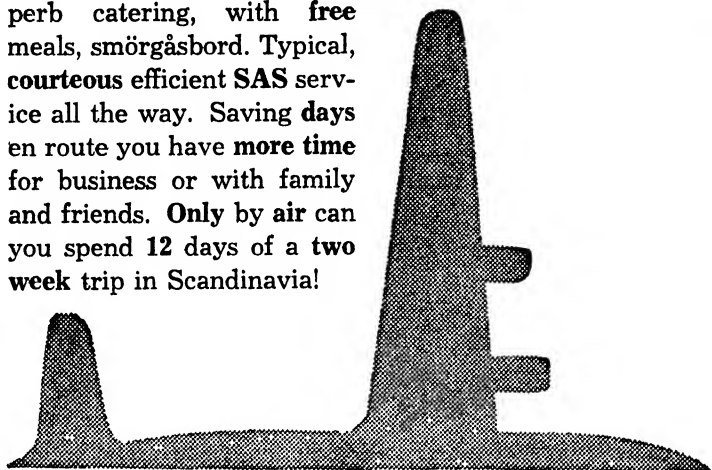 perb catering, with free
meals, smörgåsbord. Typical,
courteous efficient SAS serv-
ice all the way. Saving days
en route you have more time
for business or with family
and friends. Only by air can
you spend 12 days of a two
week trip in Scandinavia!